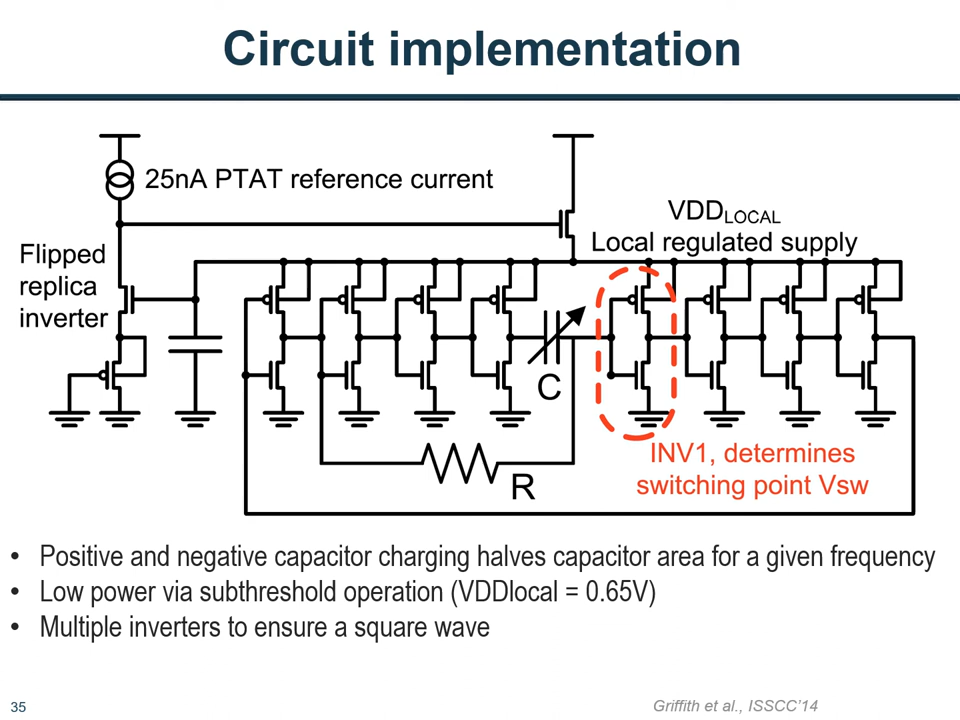 Circuit implementation
25nA PTAT reference current
VDDLOCAL
Local regulated supply
Flipped
replica
inverter
C
R
INV1, determines
switching point Vsw
• Positive and negative capacitor charging halves capacitor area for a given frequency
• Low power via subthreshold operation (VDDlocal = 0.65V)
• Multiple inverters to ensure a square wave
35
Griffith et al., ISSCC'14